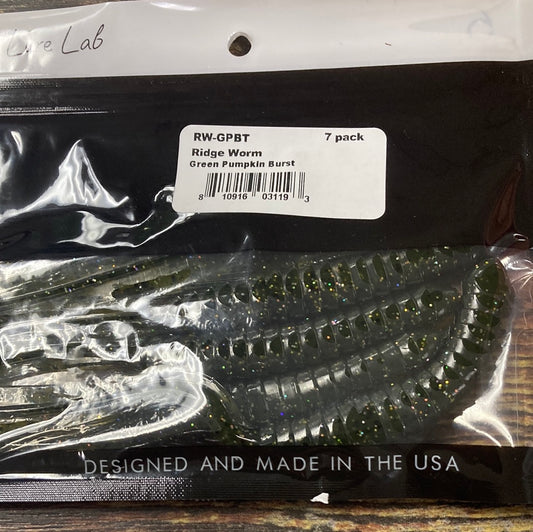 Lure Lab
RW-GPBT 7 pack
Ridge Worm
Green Pumpkin Burst
8 10916 03119 3
DESIGNED AND MADE IN THE USA